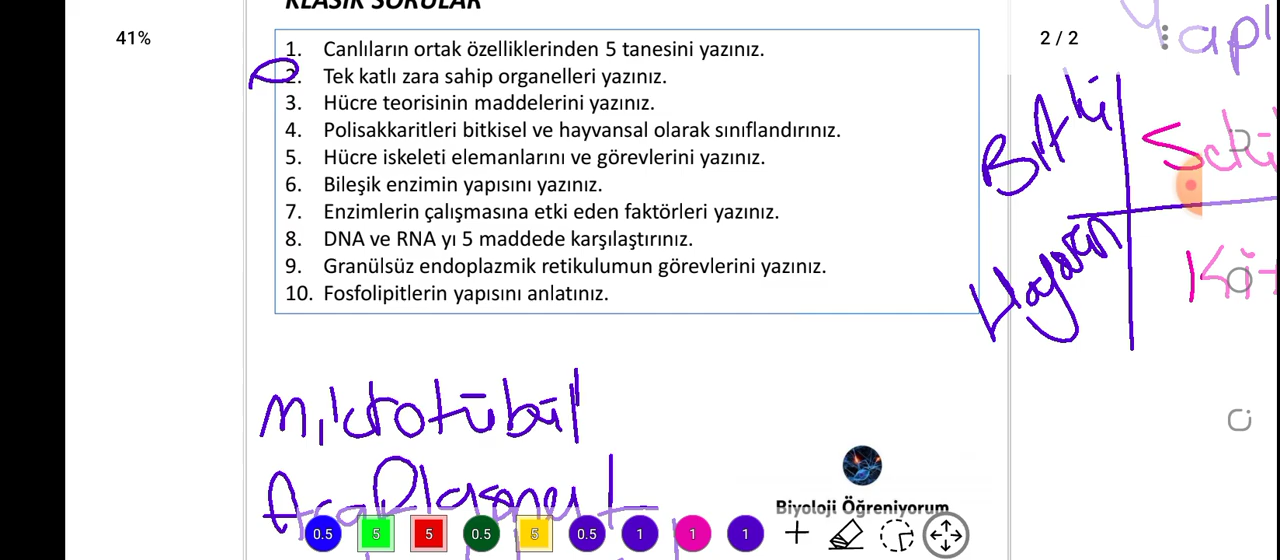 KLASİK SORULAR
41%
2 / 2
1. Canlıların ortak özelliklerinden 5 tanesini yazınız.
2. Tek katlı zara sahip organelleri yazınız.
3. Hücre teorisinin maddelerini yazınız.
4. Polisakkaritleri bitkisel ve hayvansal olarak sınıflandırınız.
5. Hücre iskeleti elemanlarını ve görevlerini yazınız.
6. Bileşik enzimin yapısını yazınız.
7. Enzimlerin çalışmasına etki eden faktörleri yazınız.
8. DNA ve RNA yı 5 maddede karşılaştırınız.
9. Granülsüz endoplazmik retikulumun görevlerini yazınız.
10. Fosfolipitlerin yapısını anlatınız.
Bitki
Hayvan
Mikrotübül
Biyoloji Öğreniyorum
0.5 5 5 0.5 5 0.5 1 1 1